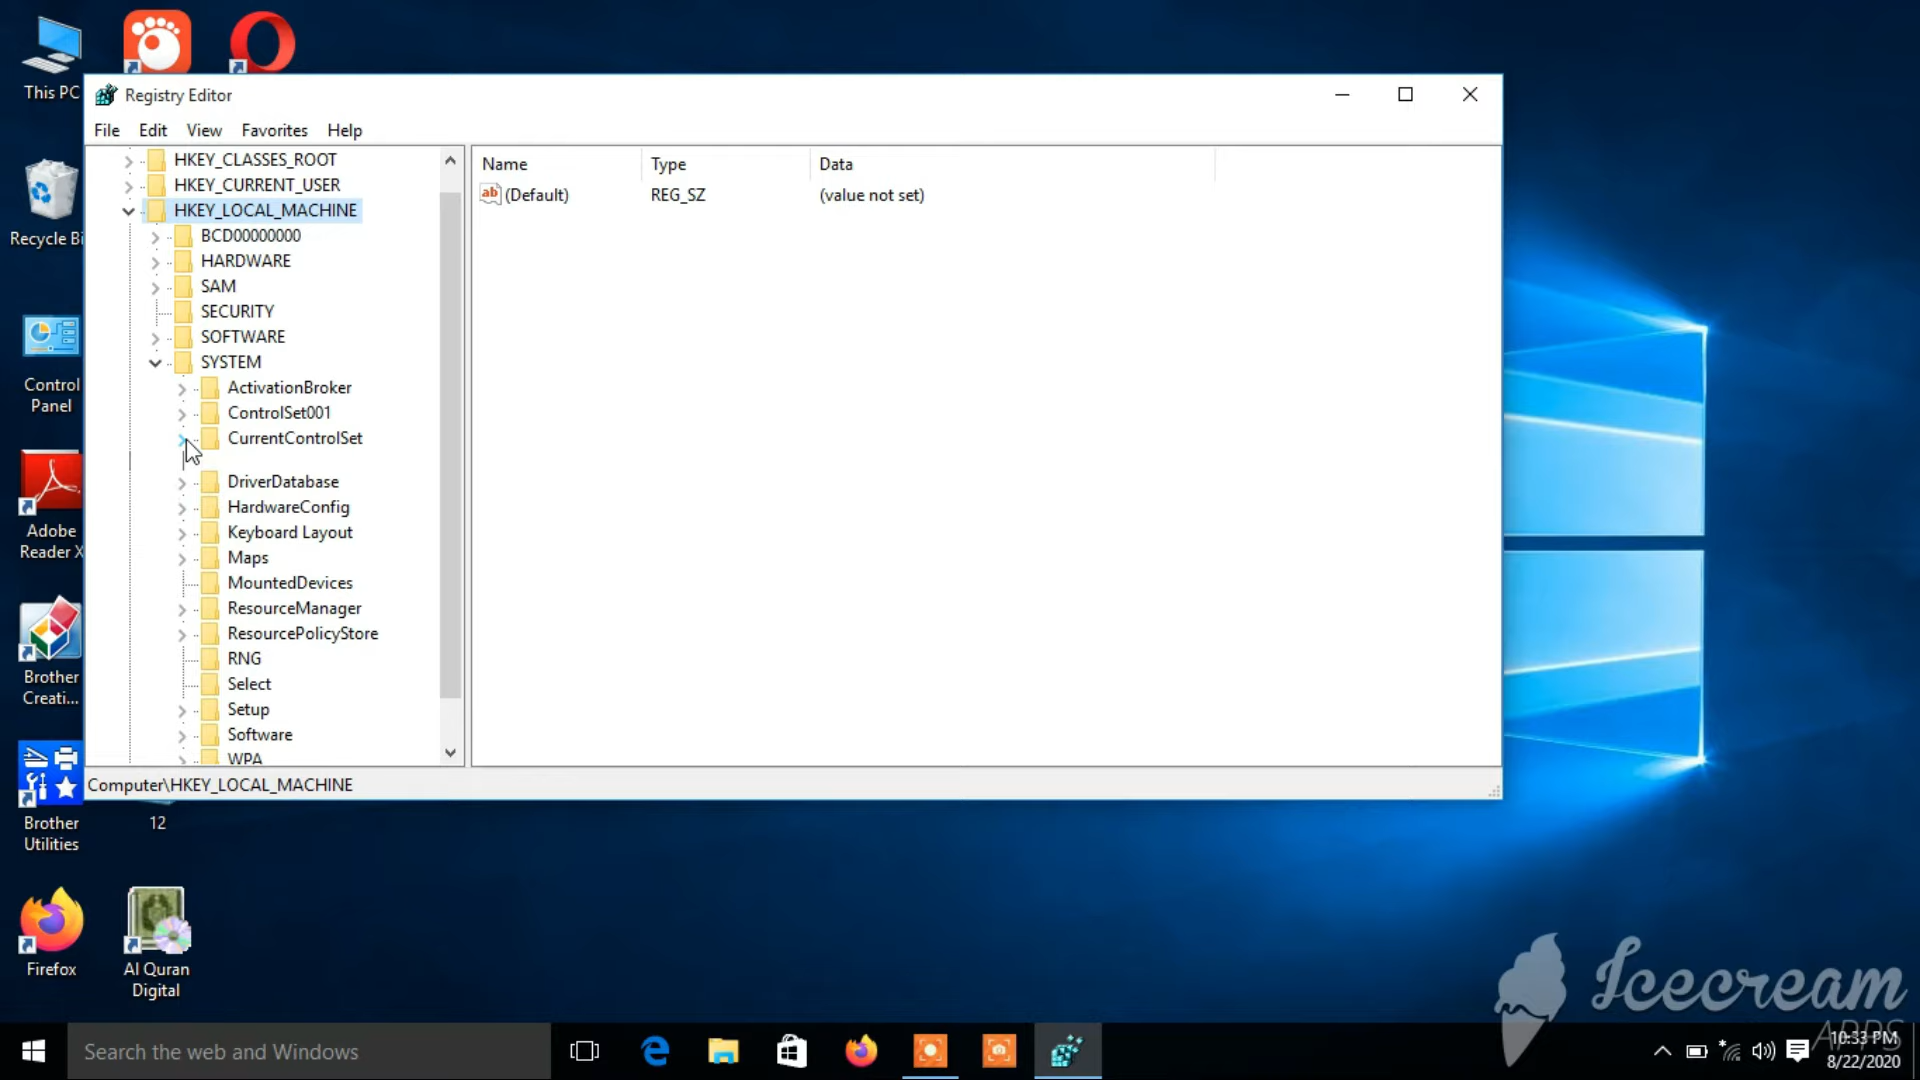 This PC
Recycle Bi
Control
Panel
Adobe
Reader X
Brother
Creati...
Brother
Utilities
12
Firefox
Al Quran
Digital
Registry Editor
File Edit View Favorites Help
HKEY_CLASSES_ROOT
HKEY_CURRENT_USER
HKEY_LOCAL_MACHINE
BCD00000000
HARDWARE
SAM
SECURITY
SOFTWARE
SYSTEM
ActivationBroker
ControlSet001
CurrentControlSet
DriverDatabase
HardwareConfig
Keyboard Layout
Maps
MountedDevices
ResourceManager
ResourcePolicyStore
RNG
Select
Setup
Software
WPA
Name Type Data
ab (Default) REG_SZ (value not set)
Computer\HKEY_LOCAL_MACHINE
Icecream
APPS
Search the web and Windows
10:33 PM
8/22/2020